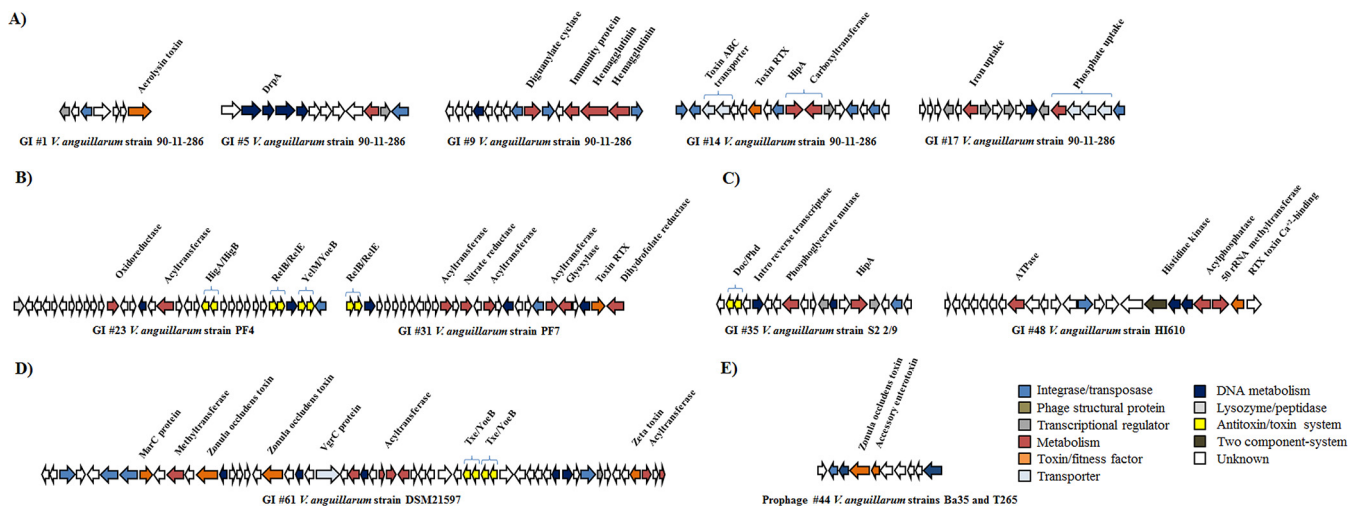 A)
Aerolysin toxin
GI #1 V. anguillarum strain 90-11-286
DrpA
GI #5 V. anguillarum strain 90-11-286
Diguanylate cyclase
Immunity protein
Hemagglutinin
Hemagglutinin
GI #9 V. anguillarum strain 90-11-286
Toxin ABC
transporter
Toxin RTX
HipA
Carboxyltransferase
GI #14 V. anguillarum strain 90-11-286
Iron uptake
Phosphate uptake
GI #17 V. anguillarum strain 90-11-286
B)
Oxidoreductase
Acyltransferase
HigA/HigB
RelB/RelE
YefM/YoeB
GI #23 V. anguillarum strain PF4
RelB/RelE
Acyltransferase
Nitrate reductase
Acyltransferase
Acyltransferase
Glyoxylase
Toxin RTX
Dihydrofolate reductase
GI #31 V. anguillarum strain PF7
C)
Doc/Phd
Intro reverse transcriptase
Phosphoglycerate mutase
HipA
GI #35 V. anguillarum strain S2 2/9
ATPase
Histidine kinase
Acylphosphatase
50 rRNA methyltransferase
RTX toxin Ca+2-binding
GI #48 V. anguillarum strain HI610
D)
MarC protein
Methyltransferase
Zonula occludens toxin
Zonula occludens toxin
VgrC protein
Acyltransferase
Txe/YoeB
Txe/YoeB
Zeta toxin
Acyltransferase
GI #61 V. anguillarum strain DSM21597
E)
Zonula occludens toxin
Accessory enterotoxin
Prophage #44 V. anguillarum strains Ba35 and T265
Integrase/transposase
Phage structural protein
Transcriptional regulator
Metabolism
Toxin/fitness factor
Transporter
DNA metabolism
Lysozyme/peptidase
Antitoxin/toxin system
Two component-system
Unknown